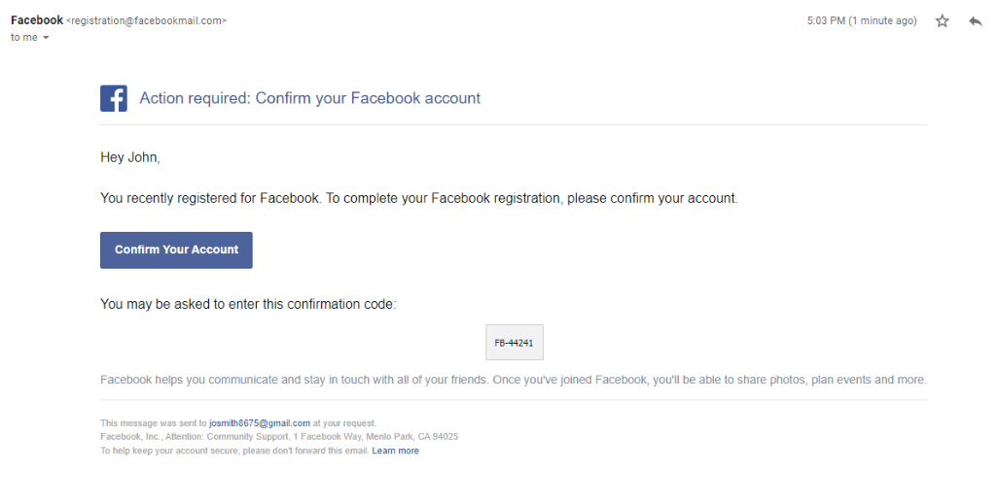 Facebook <registration@facebookmail.com>
5:03 PM (1 minute ago)
to me
Action required: Confirm your Facebook account
Hey John,
You recently registered for Facebook. To complete your Facebook registration, please confirm your account.
Confirm Your Account
You may be asked to enter this confirmation code:
FB-44241
Facebook helps you communicate and stay in touch with all of your friends. Once you've joined Facebook, you'll be able to share photos, plan events and more.
This message was sent to josmith8675@gmail.com at your request.
Facebook, Inc., Attention: Community Support, 1 Facebook Way, Menlo Park, CA 94025
To help keep your account secure, please don't forward this email. Learn more